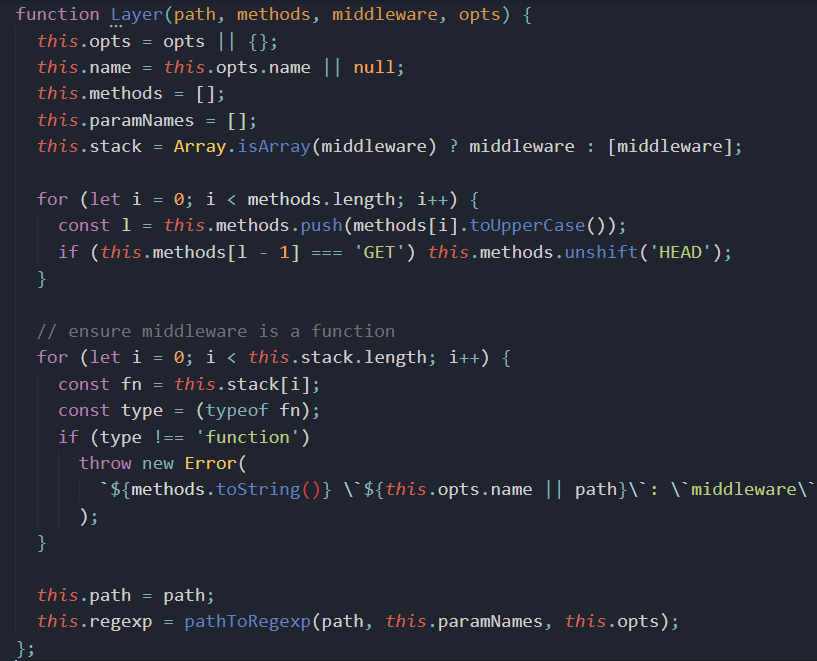 function Layer(path, methods, middleware, opts) {
  this.opts = opts || {};
  this.name = this.opts.name || null;
  this.methods = [];
  this.paramNames = [];
  this.stack = Array.isArray(middleware) ? middleware : [middleware];

  for (let i = 0; i < methods.length; i++) {
    const l = this.methods.push(methods[i].toUpperCase());
    if (this.methods[l - 1] === 'GET') this.methods.unshift('HEAD');
  }

  // ensure middleware is a function
  for (let i = 0; i < this.stack.length; i++) {
    const fn = this.stack[i];
    const type = (typeof fn);
    if (type !== 'function')
      throw new Error(
        `${methods.toString()} \`${this.opts.name || path}\`: \`middleware\`
      );
  }

  this.path = path;
  this.regexp = pathToRegexp(path, this.paramNames, this.opts);
};